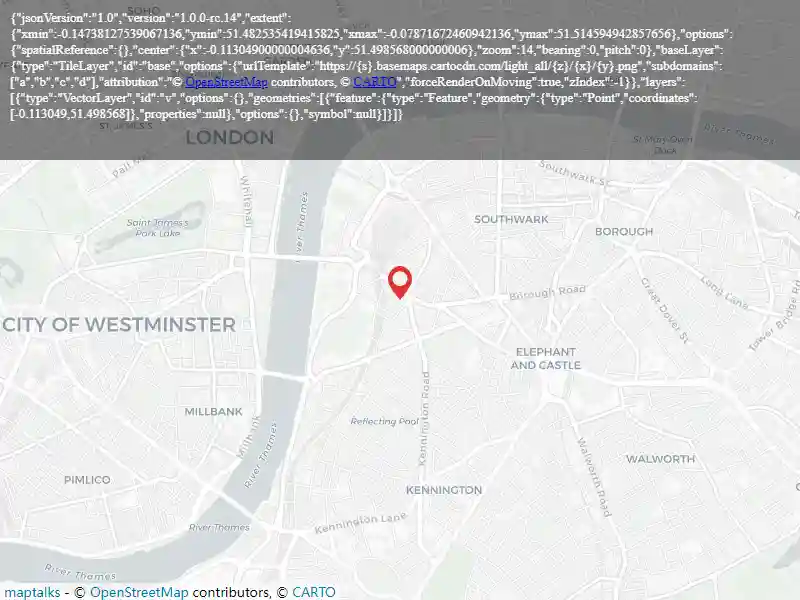 {"jsonVersion":"1.0","version":"1.0.0-rc.14","extent":
{"xmin":-0.14738127539067136,"ymin":51.482535419415825,"xmax":-0.07871672460942136,"ymax":51.514594942857656},"options":
{"spatialReference":{},"center":{"x":-0.11304900000004636,"y":51.498568000000006},"zoom":14,"bearing":0,"pitch":0},"baseLayer":
{"type":"TileLayer","id":"base","options":{"urlTemplate":"https://{s}.basemaps.cartocdn.com/light_all/{z}/{x}/{y}.png","subdomains":
["a","b","c","d"],"attribution":"© OpenStreetMap contributors, © CARTO","forceRenderOnMoving":true,"zIndex":-1}},"layers":
[{"type":"VectorLayer","id":"v","options":{},"geometries":[{"feature":{"type":"Feature","geometry":{"type":"Point","coordinates":
[-0.113049,51.498568]},"properties":null},"options":{},"symbol":null}]}]}
SOHO
ST JAMES'S
LONDON
River Thames
St Mary Overy
Dock
Pall Mall
Southwark St
Whitehall
River Thames
Saint James's
Park Lake
SOUTHWARK
BOROUGH
Borough Road
Great Dover St
Long Lane
Tower Bridge Rd
CITY OF WESTMINSTER
ELEPHANT
AND CASTLE
MILLBANK
Millbank
Reflecting Pool
Kennington Road
River Thames
WALWORTH
Walworth Road
PIMLICO
KENNINGTON
River Thames
Kennington Lane
River Thames
maptalks - © OpenStreetMap contributors, © CARTO